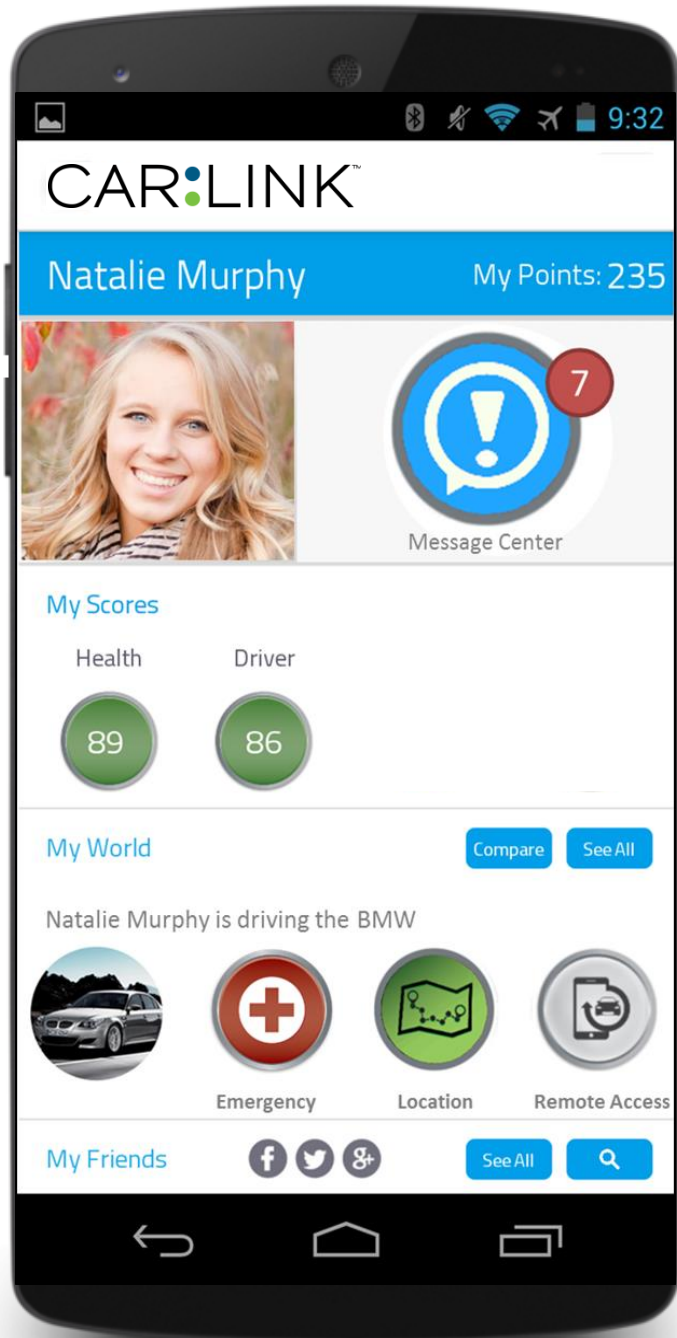 9:32
CAR:LINK™
Natalie Murphy My Points: 235
7
Message Center
My Scores
Health Driver
89 86
My World Compare See All
Natalie Murphy is driving the BMW
Emergency Location Remote Access
My Friends f g+ See All